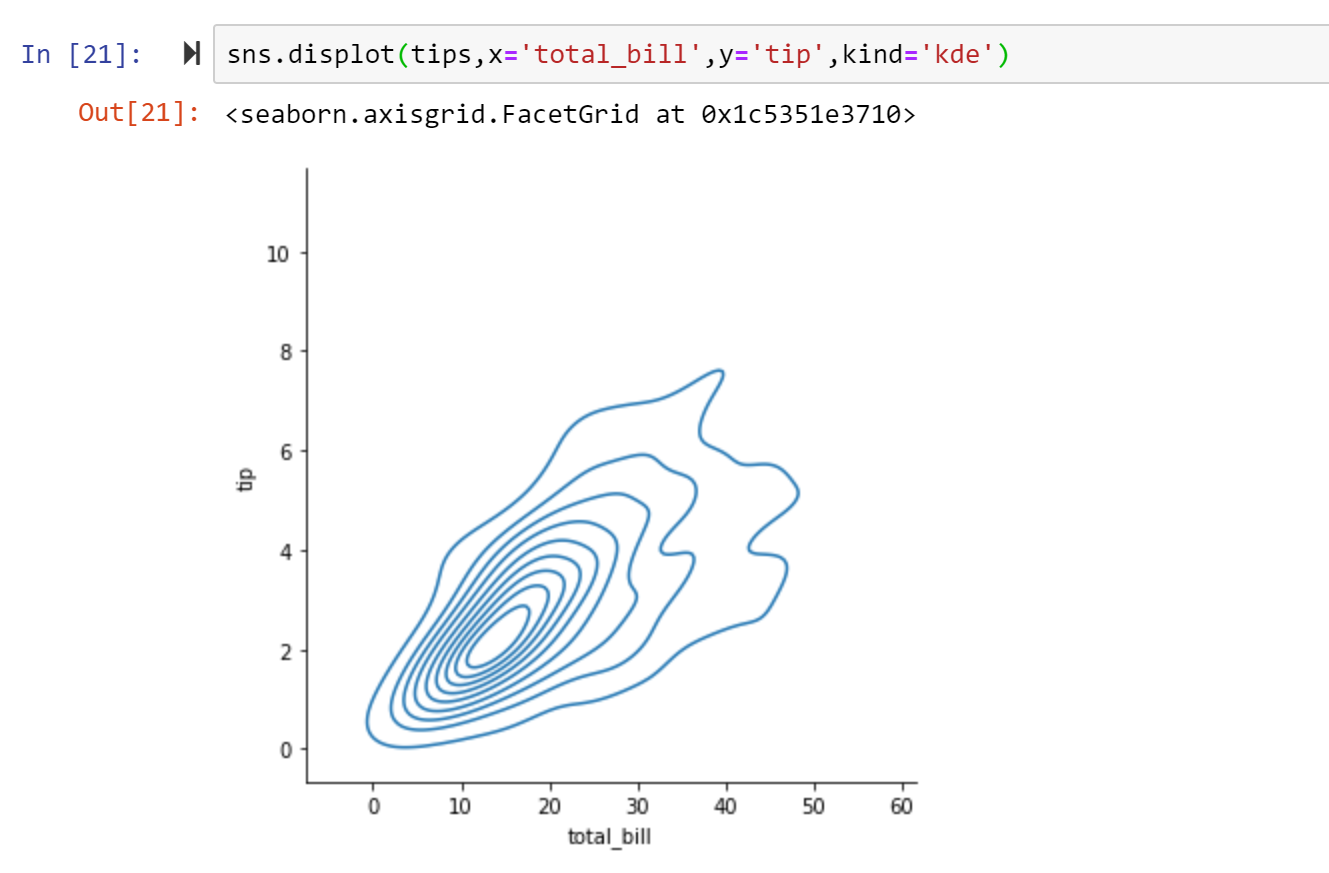 In [21]: sns.displot(tips,x='total_bill',y='tip',kind='kde')
Out[21]: <seaborn.axisgrid.FacetGrid at 0x1c5351e3710>
10
8
6
tip
4
2
0
0 10 20 30 40 50 60
total_bill